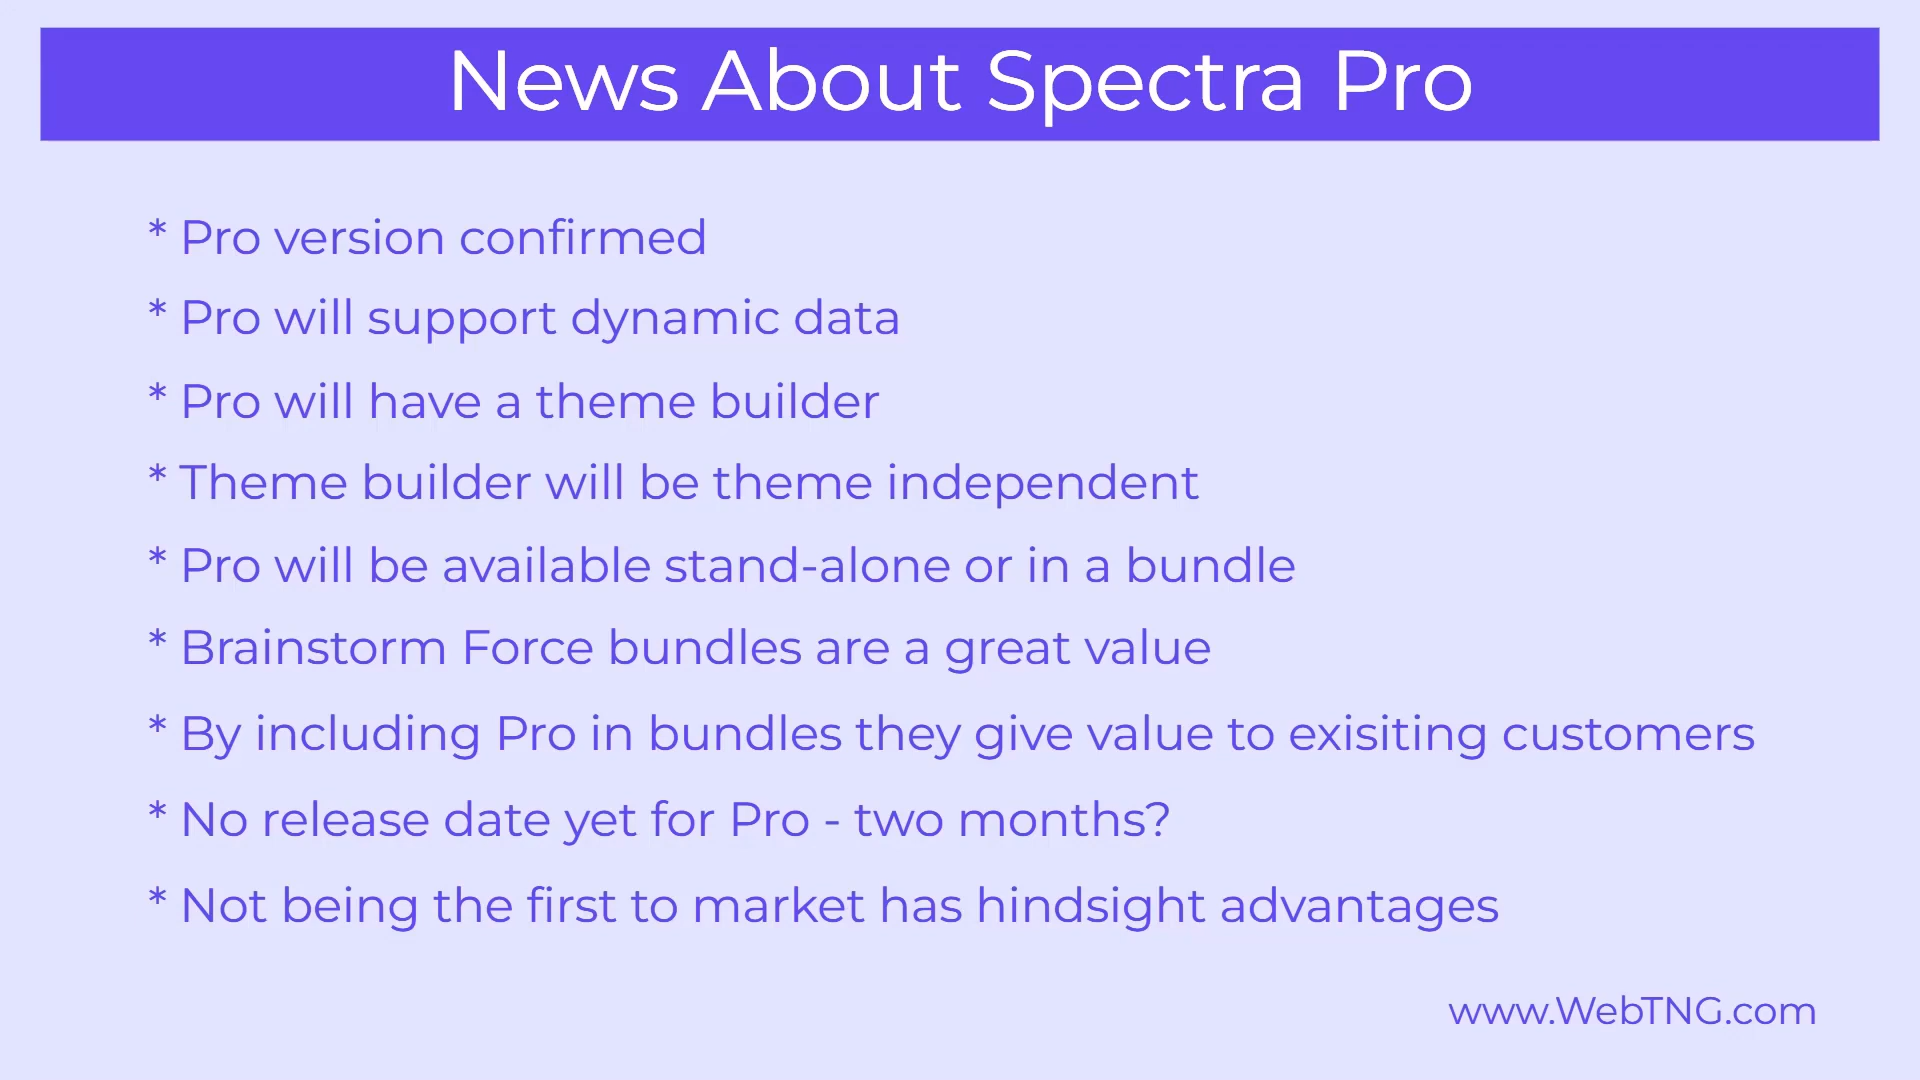 News About Spectra Pro
* Pro version confirmed
* Pro will support dynamic data
* Pro will have a theme builder
* Theme builder will be theme independent
* Pro will be available stand-alone or in a bundle
* Brainstorm Force bundles are a great value
* By including Pro in bundles they give value to exisiting customers
* No release date yet for Pro - two months?
* Not being the first to market has hindsight advantages
www.WebTNG.com